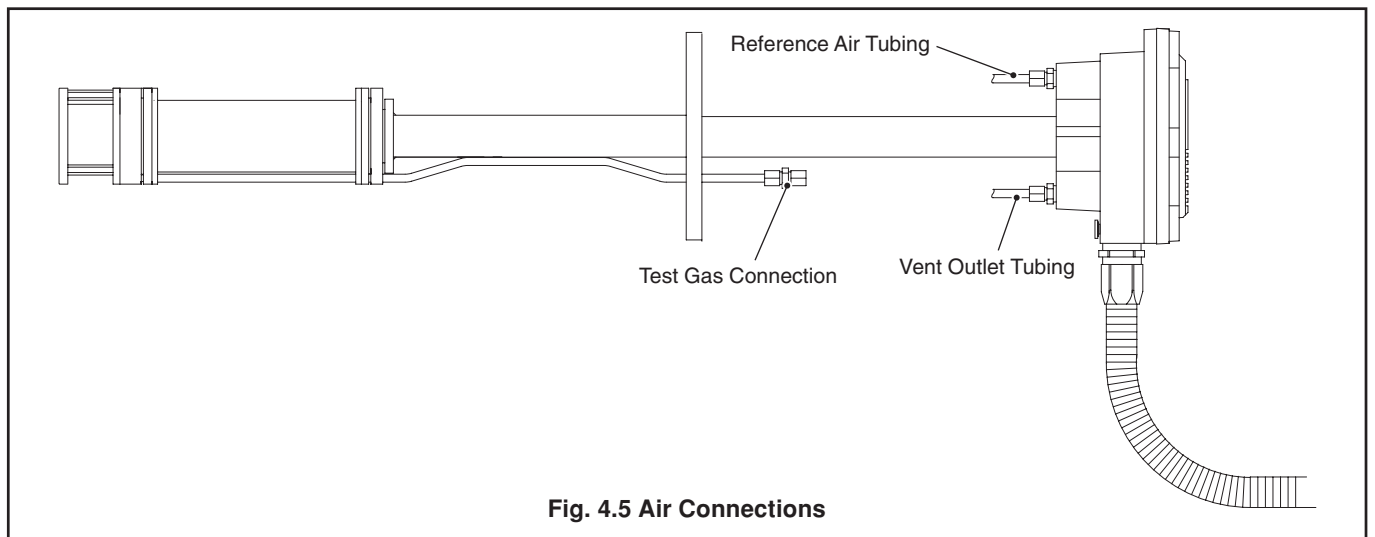 Reference Air Tubing
Test Gas Connection
Vent Outlet Tubing
Fig. 4.5 Air Connections